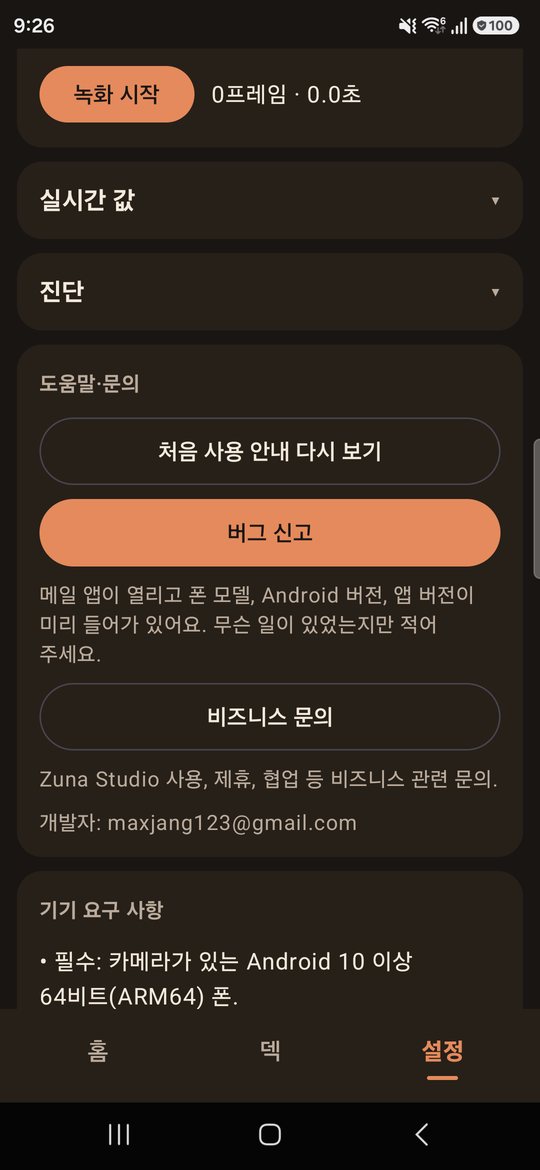 9:26
6
100
녹화 시작
0프레임 · 0.0초
실시간 값
진단
도움말·문의
처음 사용 안내 다시 보기
버그 신고
메일 앱이 열리고 폰 모델, Android 버전, 앱 버전이
미리 들어가 있어요. 무슨 일이 있었는지만 적어
주세요.
비즈니스 문의
Zuna Studio 사용, 제휴, 협업 등 비즈니스 관련 문의.
개발자: maxjang123@gmail.com
기기 요구 사항
• 필수: 카메라가 있는 Android 10 이상
64비트(ARM64) 폰.
홈
덱
설정